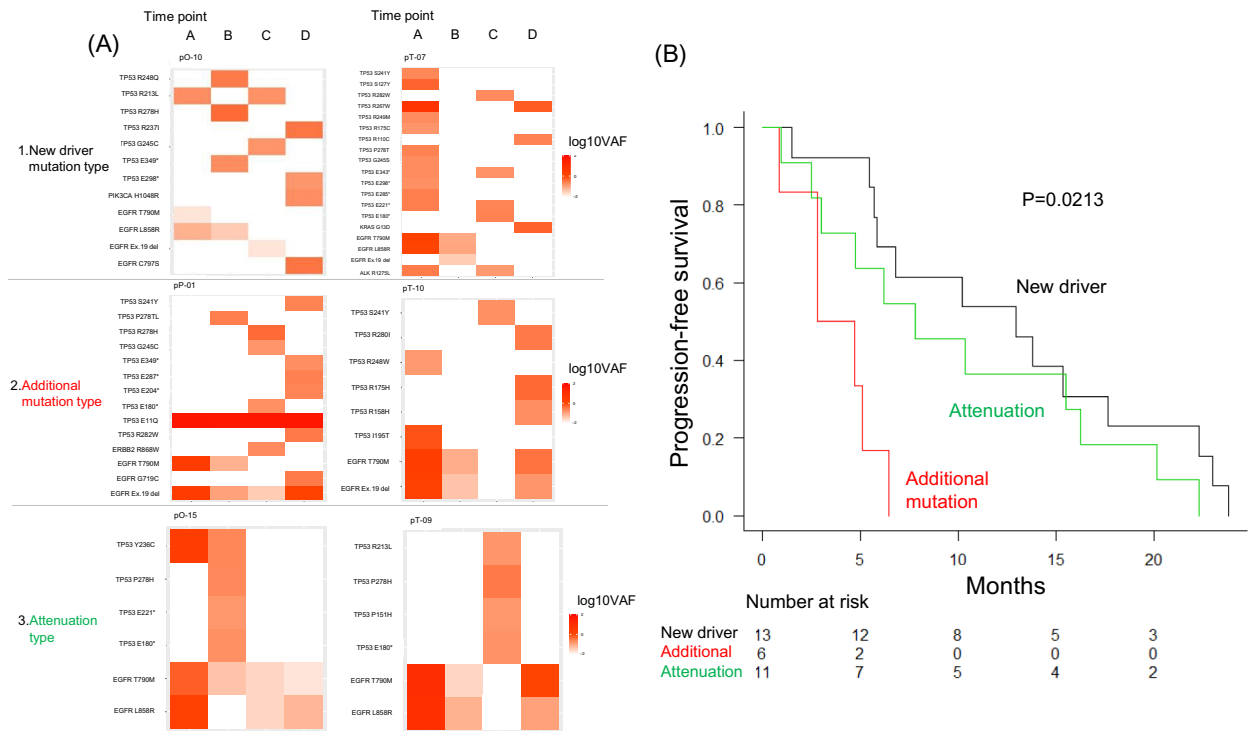 (A)
Time point
A B C D
Time point
A B C D
1.New driver
mutation type
pO-10
TP53 R248Q
TP53 R213L
TP53 R278H
TP53 R237I
TP53 G245C
TP53 E349*
TP53 E298*
PIK3CA H1048R
EGFR T790M
EGFR L858R
EGFR Ex.19 del
EGFR C797S
pT-07
TP53 S241Y
TP53 S127Y
TP53 R282W
TP53 R267W
TP53 R249M
TP53 R175C
TP53 R110C
TP53 P278T
TP53 G245S
TP53 E343*
TP53 E298*
TP53 E285*
TP53 E221*
TP53 E180*
KRAS G13D
EGFR T790M
EGFR L858R
EGFR Ex.19 del
ALK R1275L
log10VAF
2.Additional
mutation type
pP-01
TP53 S241Y
TP53 P278TL
TP53 R278H
TP53 G245C
TP53 E349*
TP53 E287*
TP53 E204*
TP53 E180*
TP53 E11Q
TP53 R282W
ERBB2 R868W
EGFR T790M
EGFR G719C
EGFR Ex.19 del
pT-10
TP53 S241Y
TP53 R280I
TP53 R248W
TP53 R175H
TP53 R158H
TP53 I195T
EGFR T790M
EGFR Ex.19 del
log10VAF
3.Attenuation
type
pO-15
TP53 Y236C
TP53 P278H
TP53 E221*
TP53 E180*
EGFR T790M
EGFR L858R
pT-09
TP53 R213L
TP53 P278H
TP53 P151H
TP53 E180*
EGFR T790M
EGFR L858R
log10VAF
(B)
Progression-free survival
1.0
0.8
0.6
0.4
0.2
0.0
P=0.0213
New driver
Attenuation
Additional
mutation
0 5 10 15 20
Months
Number at risk
New driver 13 12 8 5 3
Additional 6 2 0 0 0
Attenuation 11 7 5 4 2